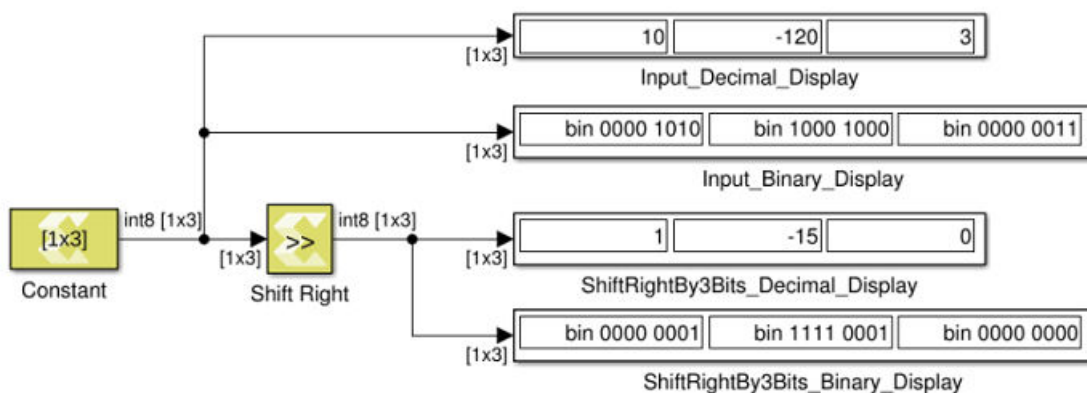 10 -120 3
[1x3]
Input_Decimal_Display
bin 0000 1010 bin 1000 1000 bin 0000 0011
[1x3]
Input_Binary_Display
[1x3] int8 [1x3] [1x3] >> int8 [1x3]
Constant
Shift Right
1 -15 0
[1x3]
ShiftRightBy3Bits_Decimal_Display
bin 0000 0001 bin 1111 0001 bin 0000 0000
[1x3]
ShiftRightBy3Bits_Binary_Display